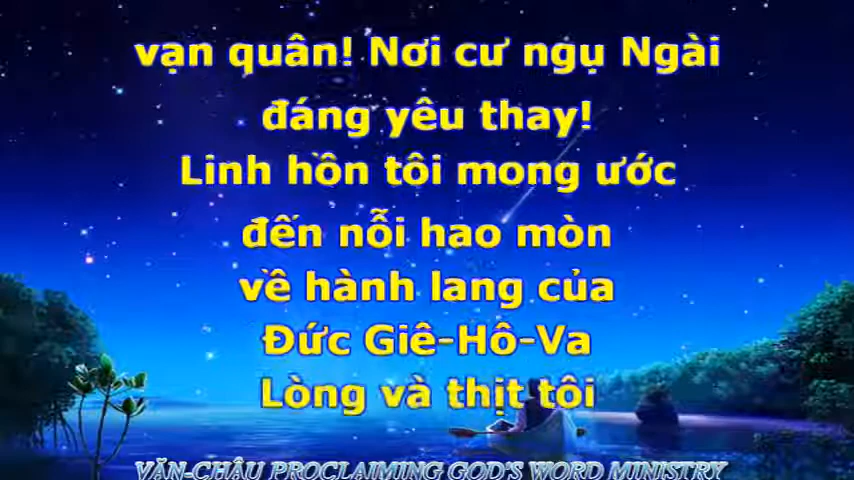 vạn quân! Nơi cư ngụ Ngài
đáng yêu thay!
Linh hồn tôi mong ước
đến nỗi hao mòn
về hành lang của
Đức Giê-Hô-Va
Lòng và thịt tôi
VĂN-CHÂU PROCLAIMING GOD'S WORD MINISTRY